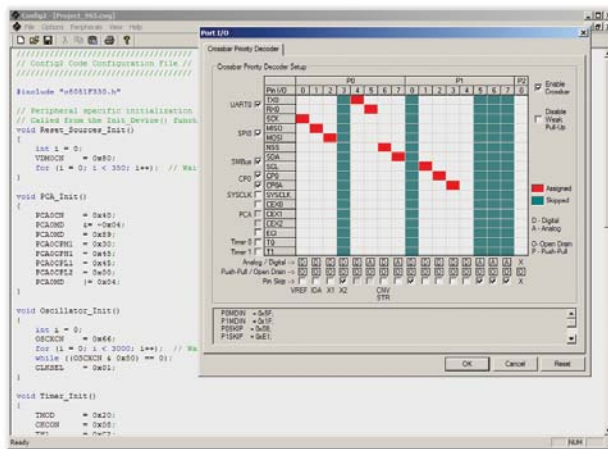 Config2 - [Project_943.cwg]
File Options Peripherals View Help
////////////////////////////////////
// Config2 Code Configuration File //
////////////////////////////////////
#include "c8051F330.h"
// Peripheral specific initialization
// Called from the Init_Device() funct
void Reset_Sources_Init()
{
int i = 0;
VDM0CN = 0x80;
for (i = 0; i < 350; i++); // Wai
}
void PCA_Init()
{
PCA0CN = 0x40;
PCA0MD &= ~0x04;
PCA0MD = 0x89;
PCA0CPM1 = 0x30;
PCA0CPM1 = 0x48;
PCA0CPL1 = 0x45;
PCA0CPL2 = 0x00;
PCA0MD |= 0x04;
}
void Oscillator_Init()
{
int i = 0;
OSCXCN = 0x66;
for (i = 0; i < 3000; i++); // Wa
while ((OSCXCN & 0x50) == 0);
CLKSEL = 0x01;
}
void Timer_Init()
{
TMOD = 0x20;
CKCON = 0x08;
Ready
NUM
Port I/O
Crossbar Priority Decoder
Crossbar Priority Decoder Setup
P0 P1 P2
Pin I/O 0 1 2 3 4 5 6 7 0 1 2 3 4 5 6 7 0
UART0 TX0
RX0
SPI0 SCK
MISO
MOSI
NSS
SMBus SDA
SCL
CP0 CP0
CP0A
SYSCLK SYSCLK
PCA CEX0
CEX1
CEX2
ECI
Timer 0 T0
Timer 1 T1
Analog / Digital -> D D D D D D D D D D D D D A A A X
Push-Pull / Open Drain ->
Pin Skip -> X
VREF IDA X1 X2 CNV
STR
Enable
Crossbar
Disable
Weak
Pull-Up
Assigned
Skipped
D - Digital
A - Analog
O- Open Drain
P - Push-Pull
P0MDIN
P1MDIN = 0x1F;
P0SKIP = 0x08;
P1SKIP = 0xE1;
OK Cancel Reset